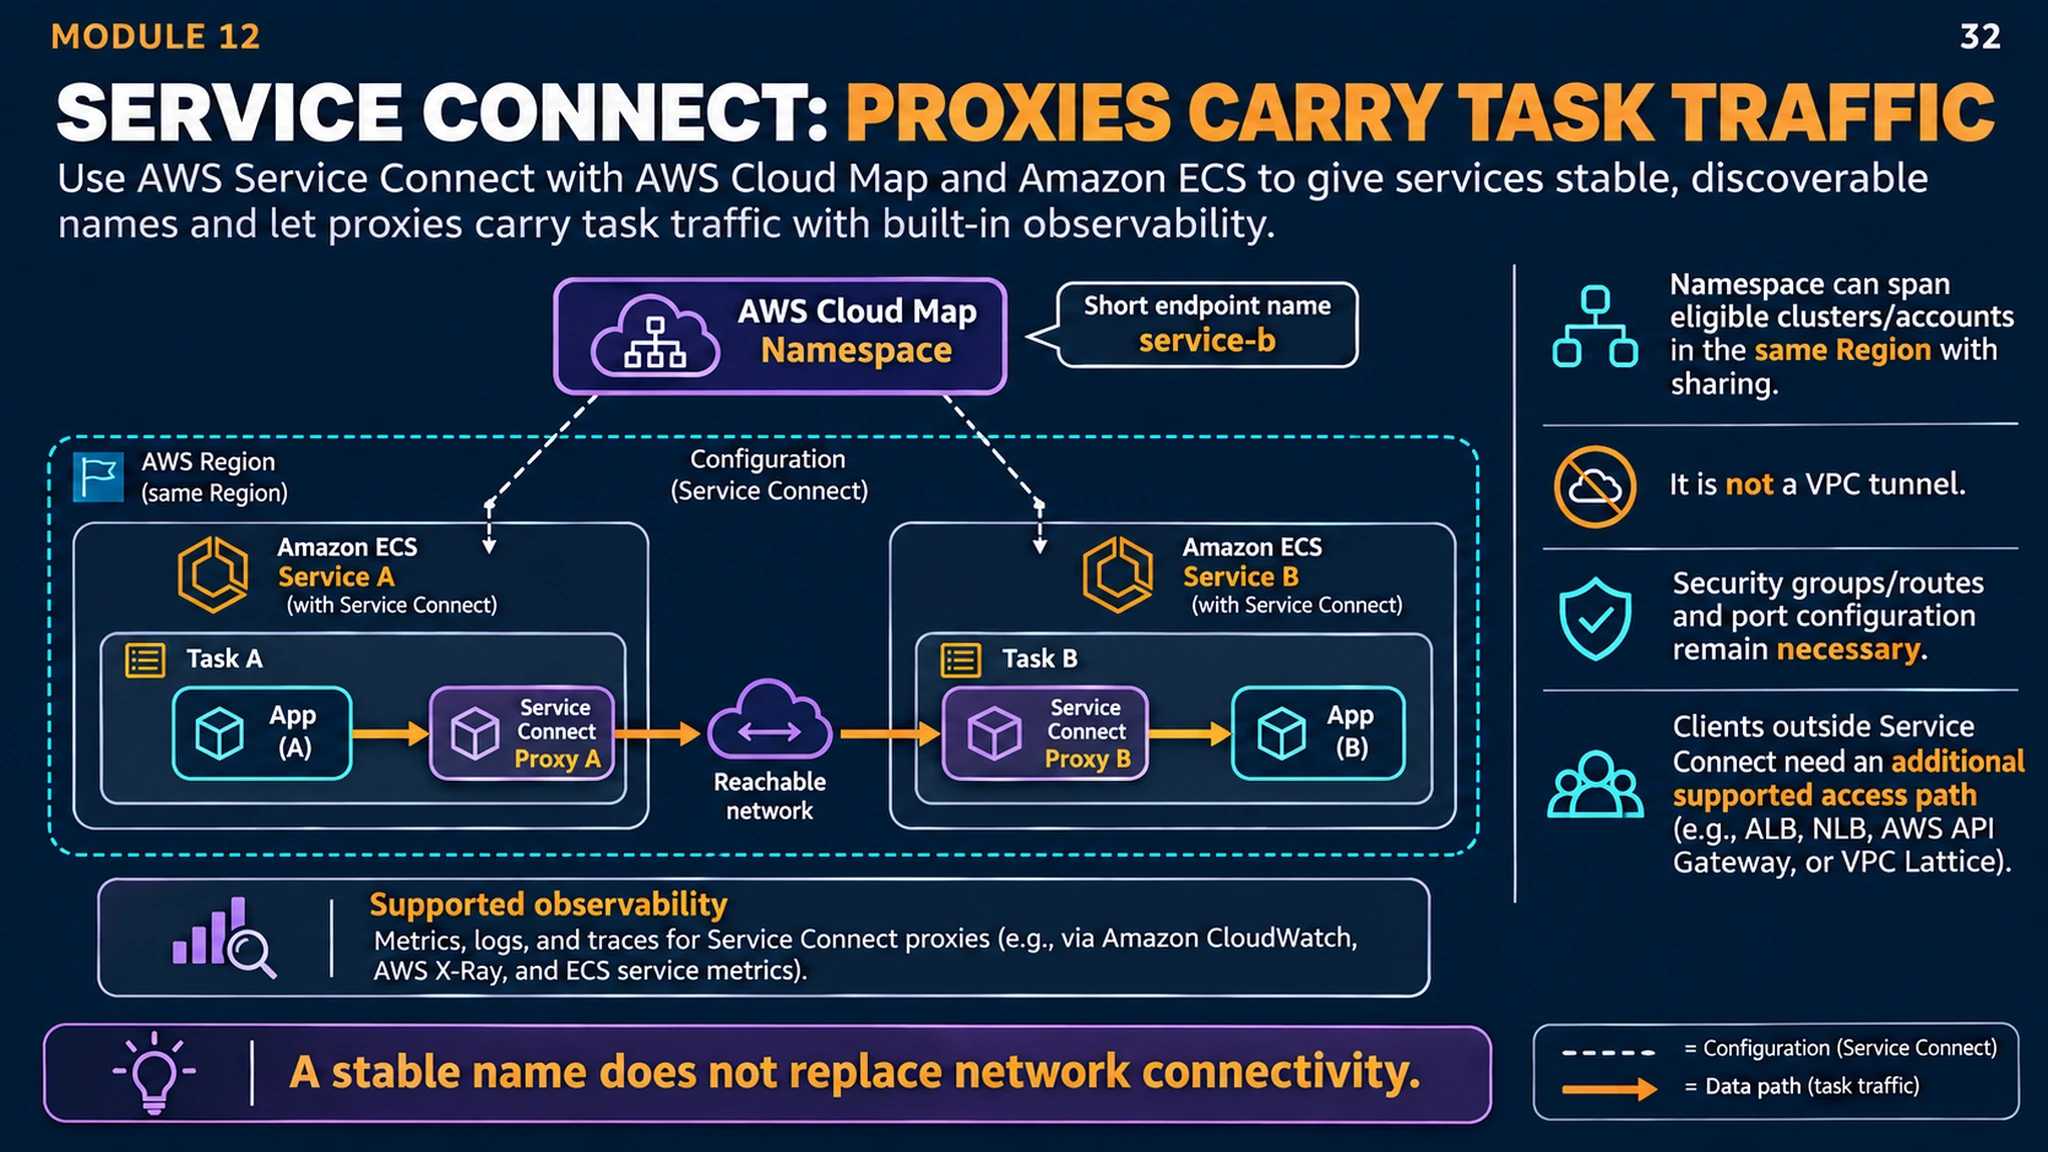 MODULE 12
32
SERVICE CONNECT: PROXIES CARRY TASK TRAFFIC
Use AWS Service Connect with AWS Cloud Map and Amazon ECS to give services stable, discoverable
names and let proxies carry task traffic with built-in observability.
AWS Cloud Map
Namespace
Short endpoint name
service-b
AWS Region
(same Region)
Configuration
(Service Connect)
Amazon ECS
Service A
(with Service Connect)
Task A
App
(A)
Service
Connect
Proxy A
Reachable
network
Amazon ECS
Service B
(with Service Connect)
Task B
Service
Connect
Proxy B
App
(B)
Supported observability
Metrics, logs, and traces for Service Connect proxies (e.g., via Amazon CloudWatch,
AWS X-Ray, and ECS service metrics).
A stable name does not replace network connectivity.
Namespace can span
eligible clusters/accounts
in the same Region with
sharing.
It is not a VPC tunnel.
Security groups/routes
and port configuration
remain necessary.
Clients outside Service
Connect need an additional
supported access path
(e.g., ALB, NLB, AWS API
Gateway, or VPC Lattice).
= Configuration (Service Connect)
= Data path (task traffic)